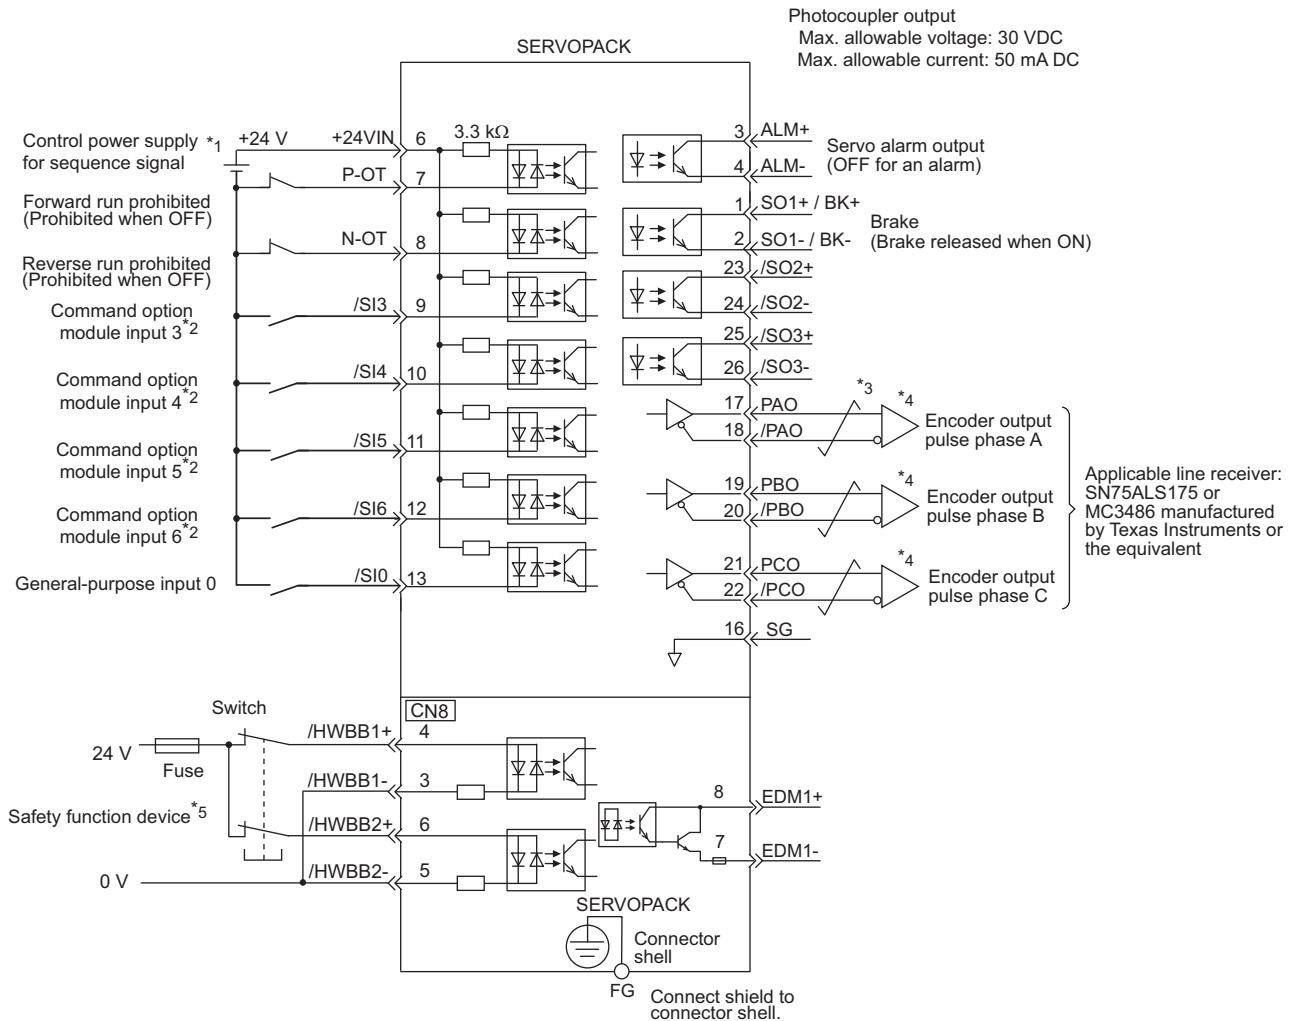 Photocoupler output
Max. allowable voltage: 30 VDC
Max. allowable current: 50 mA DC
SERVOPACK
Control power supply *1
for sequence signal
+24 V
+24VIN
6
3.3 kΩ
P-OT
7
Forward run prohibited
(Prohibited when OFF)
N-OT
8
Reverse run prohibited
(Prohibited when OFF)
Command option
module input 3*2
/SI3
9
Command option
module input 4*2
/SI4
10
Command option
module input 5*2
/SI5
11
Command option
module input 6*2
/SI6
12
General-purpose input 0
/SI0
13
3
ALM+
4
ALM-
Servo alarm output
(OFF for an alarm)
1
SO1+ / BK+
2
SO1- / BK-
Brake
(Brake released when ON)
23
/SO2+
24
/SO2-
25
/SO3+
26
/SO3-
17
PAO
18
/PAO
*3
*4
Encoder output
pulse phase A
19
PBO
20
/PBO
*4
Encoder output
pulse phase B
21
PCO
22
/PCO
*4
Encoder output
pulse phase C
Applicable line receiver:
SN75ALS175 or
MC3486 manufactured
by Texas Instruments or
the equivalent
16
SG
CN8
Switch
24 V
Fuse
/HWBB1+
4
/HWBB1-
3
Safety function device*5
/HWBB2+
6
/HWBB2-
5
0 V
8
EDM1+
7
EDM1-
SERVOPACK
Connector
shell
FG
Connect shield to
connector shell.